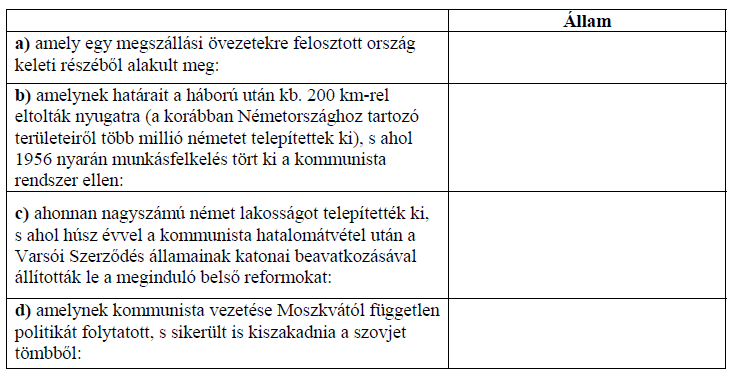 Állam
a) amely egy megszállási övezetekre felosztott ország
keleti részéből alakult meg:
b) amelynek határait a háború után kb. 200 km-rel
eltolták nyugatra (a korábban Németországhoz tartozó
területeiről több millió németet telepítettek ki), s ahol
1956 nyarán munkásfelkelés tört ki a kommunista
rendszer ellen:
c) ahonnan nagyszámú német lakosságot telepítették ki,
s ahol húsz évvel a kommunista hatalomátvétel után a
Varsói Szerződés államainak katonai beavatkozásával
állították le a meginduló belső reformokat:
d) amelynek kommunista vezetése Moszkvától független
politikát folytatott, s sikerült is kiszakadnia a szovjet
tömbből: